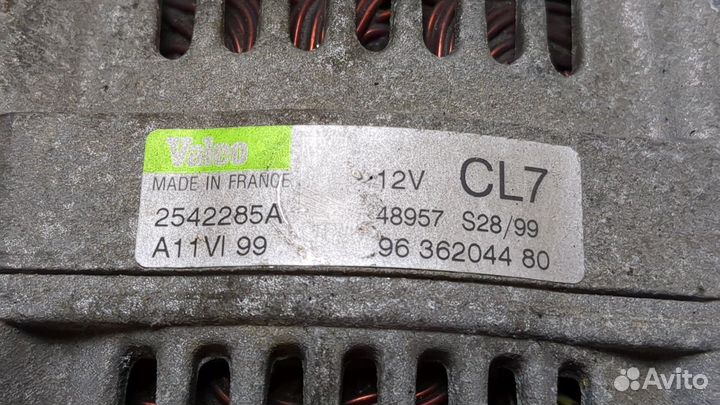 Valeo
MADE IN FRANCE 12V CL7
2542285A 48957 S28/99
A11VI 99 96 362044 80
Avito